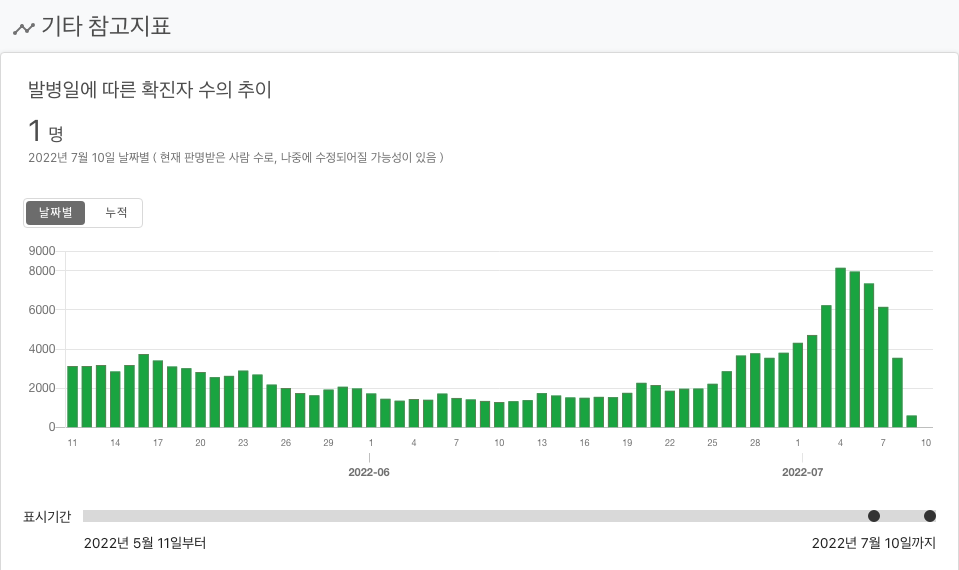 기타 참고지표
발병일에 따른 확진자 수의 추이
1 명
2022년 7월 10일 날짜별 ( 현재 판명받은 사람 수로, 나중에 수정되어질 가능성이 있음 )
날짜별 누적
9000
8000
6000
4000
2000
0
11 14 17 20 23 26 29 1 4 7 10 13 16 19 22 25 28 1 4 7 10
2022-06 2022-07
표시기간
2022년 5월 11일부터 2022년 7월 10일까지